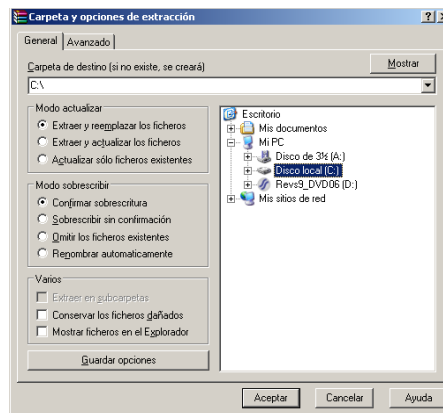 Carpeta y opciones de extracción
General
Avanzado
Carpeta de destino (si no existe, se creará)
Mostrar
C:\
Modo actualizar
Extraer y reemplazar los ficheros
Extraer y actualizar los ficheros
Actualizar sólo ficheros existentes
Modo sobrescribir
Confirmar sobrescritura
Sobrescribir sin confirmación
Omitir los ficheros existentes
Renombrar automaticamente
Varios
Extraer en subcarpetas
Conservar los ficheros dañados
Mostrar ficheros en el Explorador
Guardar opciones
Escritorio
Mis documentos
Mi PC
Disco de 3½ (A:)
Disco local (C:)
Revs9_DVD06 (D:)
Mis sitios de red
Aceptar
Cancelar
Ayuda